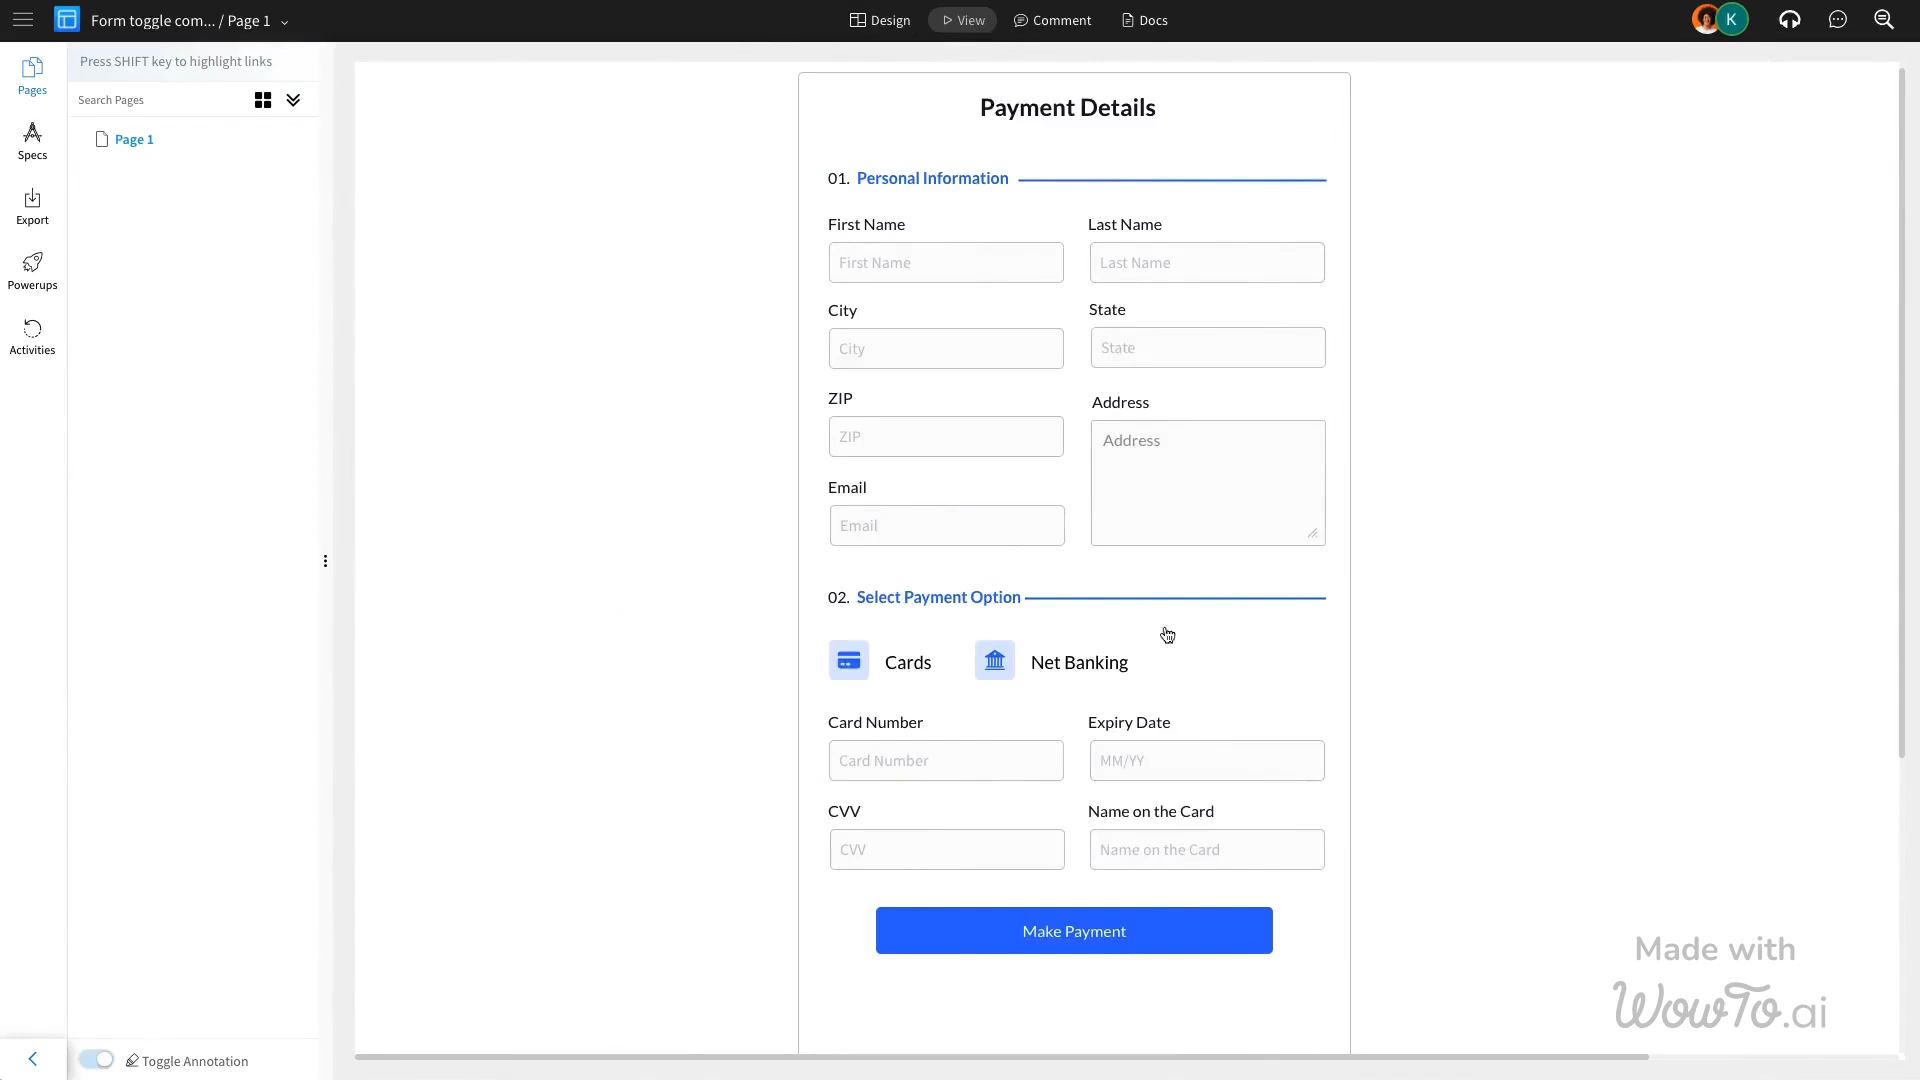 Form toggle com... / Page 1
Design
View
Comment
Docs
K
Press SHIFT key to highlight links
Pages
Search Pages
Page 1
Specs
Export
Powerups
Activities
Toggle Annotation
Payment Details
01. Personal Information
First Name
Last Name
First Name
Last Name
City
State
City
State
ZIP
Address
ZIP
Address
Email
Email
02. Select Payment Option
Cards
Net Banking
Card Number
Expiry Date
Card Number
MM/YY
CVV
Name on the Card
CVV
Name on the Card
Make Payment
Made with
WowTo.ai